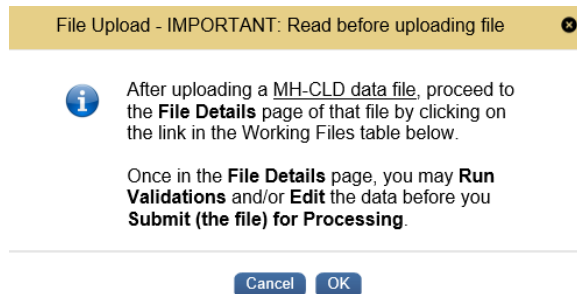 File Upload - IMPORTANT: Read before uploading file
After uploading a MH-CLD data file, proceed to
the File Details page of that file by clicking on
the link in the Working Files table below.
Once in the File Details page, you may Run
Validations and/or Edit the data before you
Submit (the file) for Processing.
Cancel OK